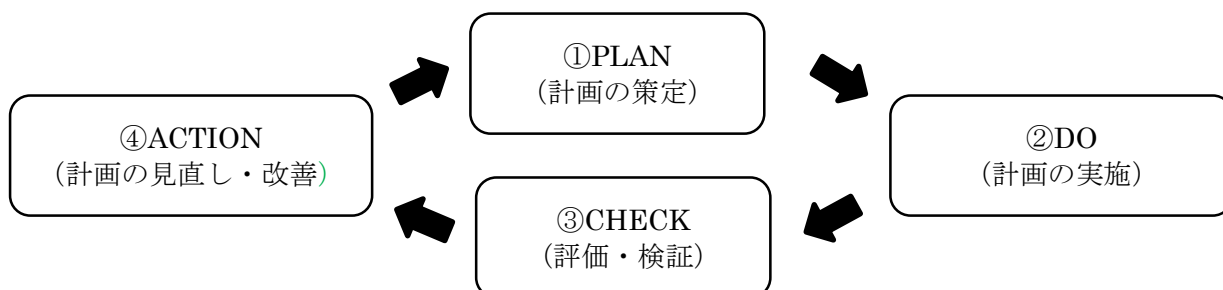 ①PLAN
(計画の策定)
②DO
(計画の実施)
③CHECK
(評価・検証)
④ACTION
(計画の見直し・改善)